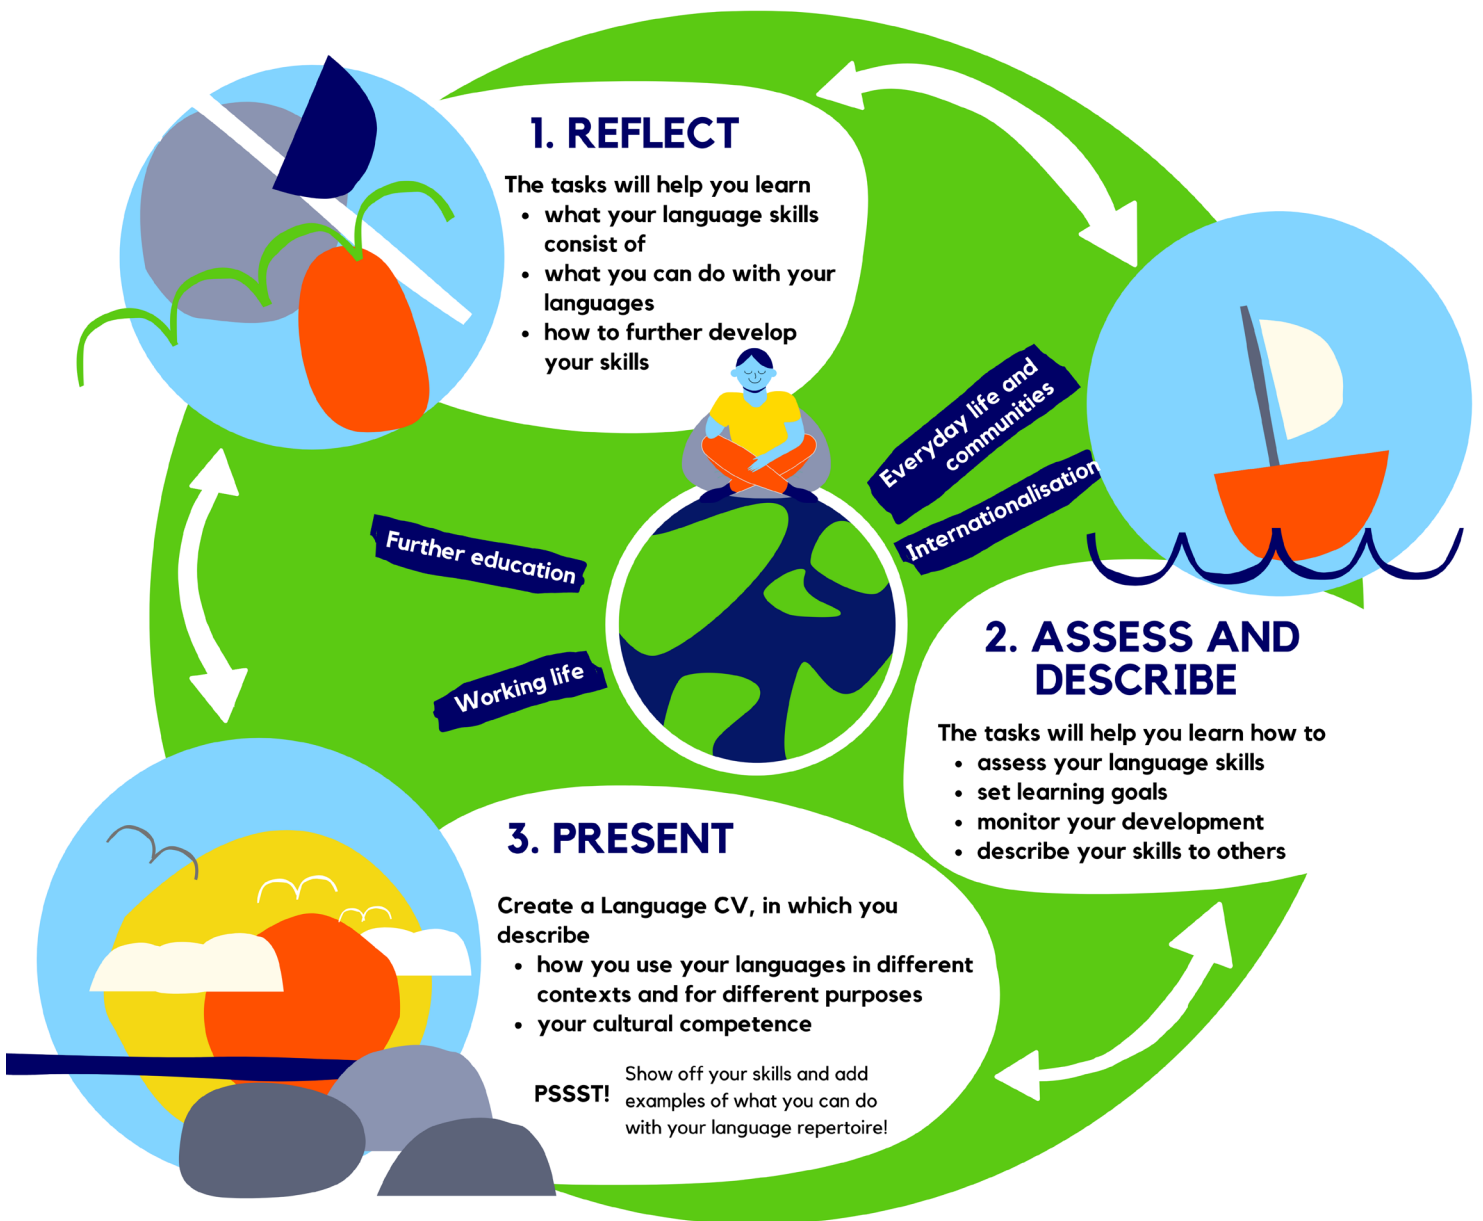 1. REFLECT
The tasks will help you learn
• what your language skills
consist of
• what you can do with your
languages
• how to further develop
your skills
Everyday life and
communities
Internationalisation
Further education
Working life
2. ASSESS AND
DESCRIBE
The tasks will help you learn how to
• assess your language skills
• set learning goals
• monitor your development
• describe your skills to others
3. PRESENT
Create a Language CV, in which you
describe
• how you use your languages in different
contexts and for different purposes
• your cultural competence
PSSST!
Show off your skills and add
examples of what you can do
with your language repertoire!